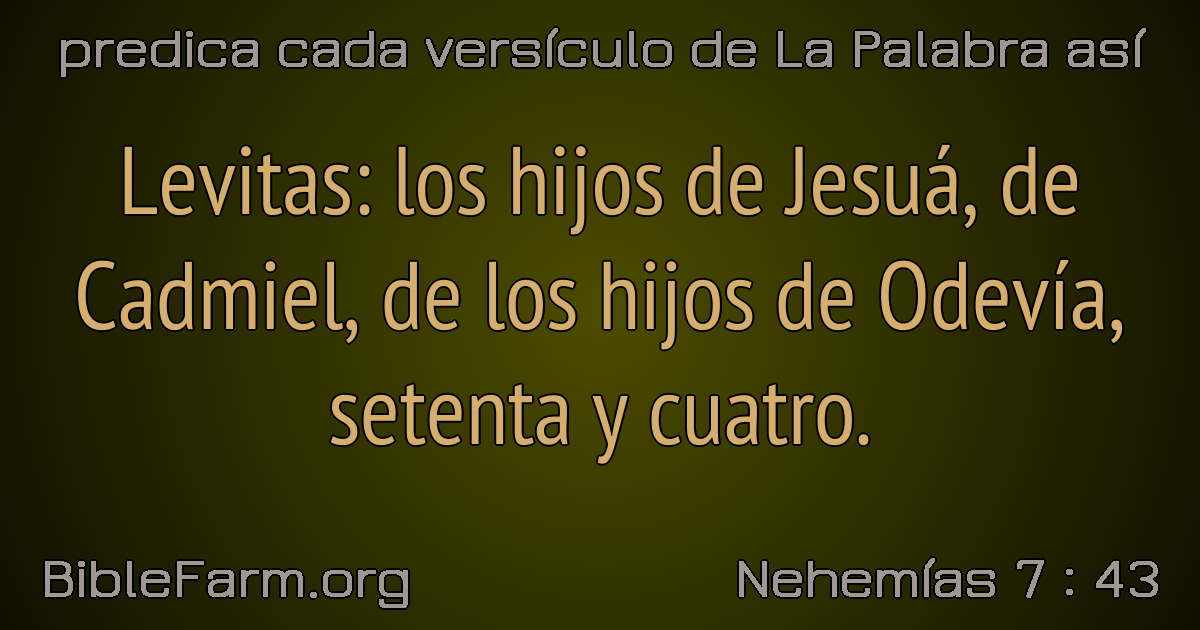 predica cada versículo de La Palabra así
Levitas: los hijos de Jesuá, de
Cadmiel, de los hijos de Odevía,
setenta y cuatro.
BibleFarm.org
Nehemías 7 : 43